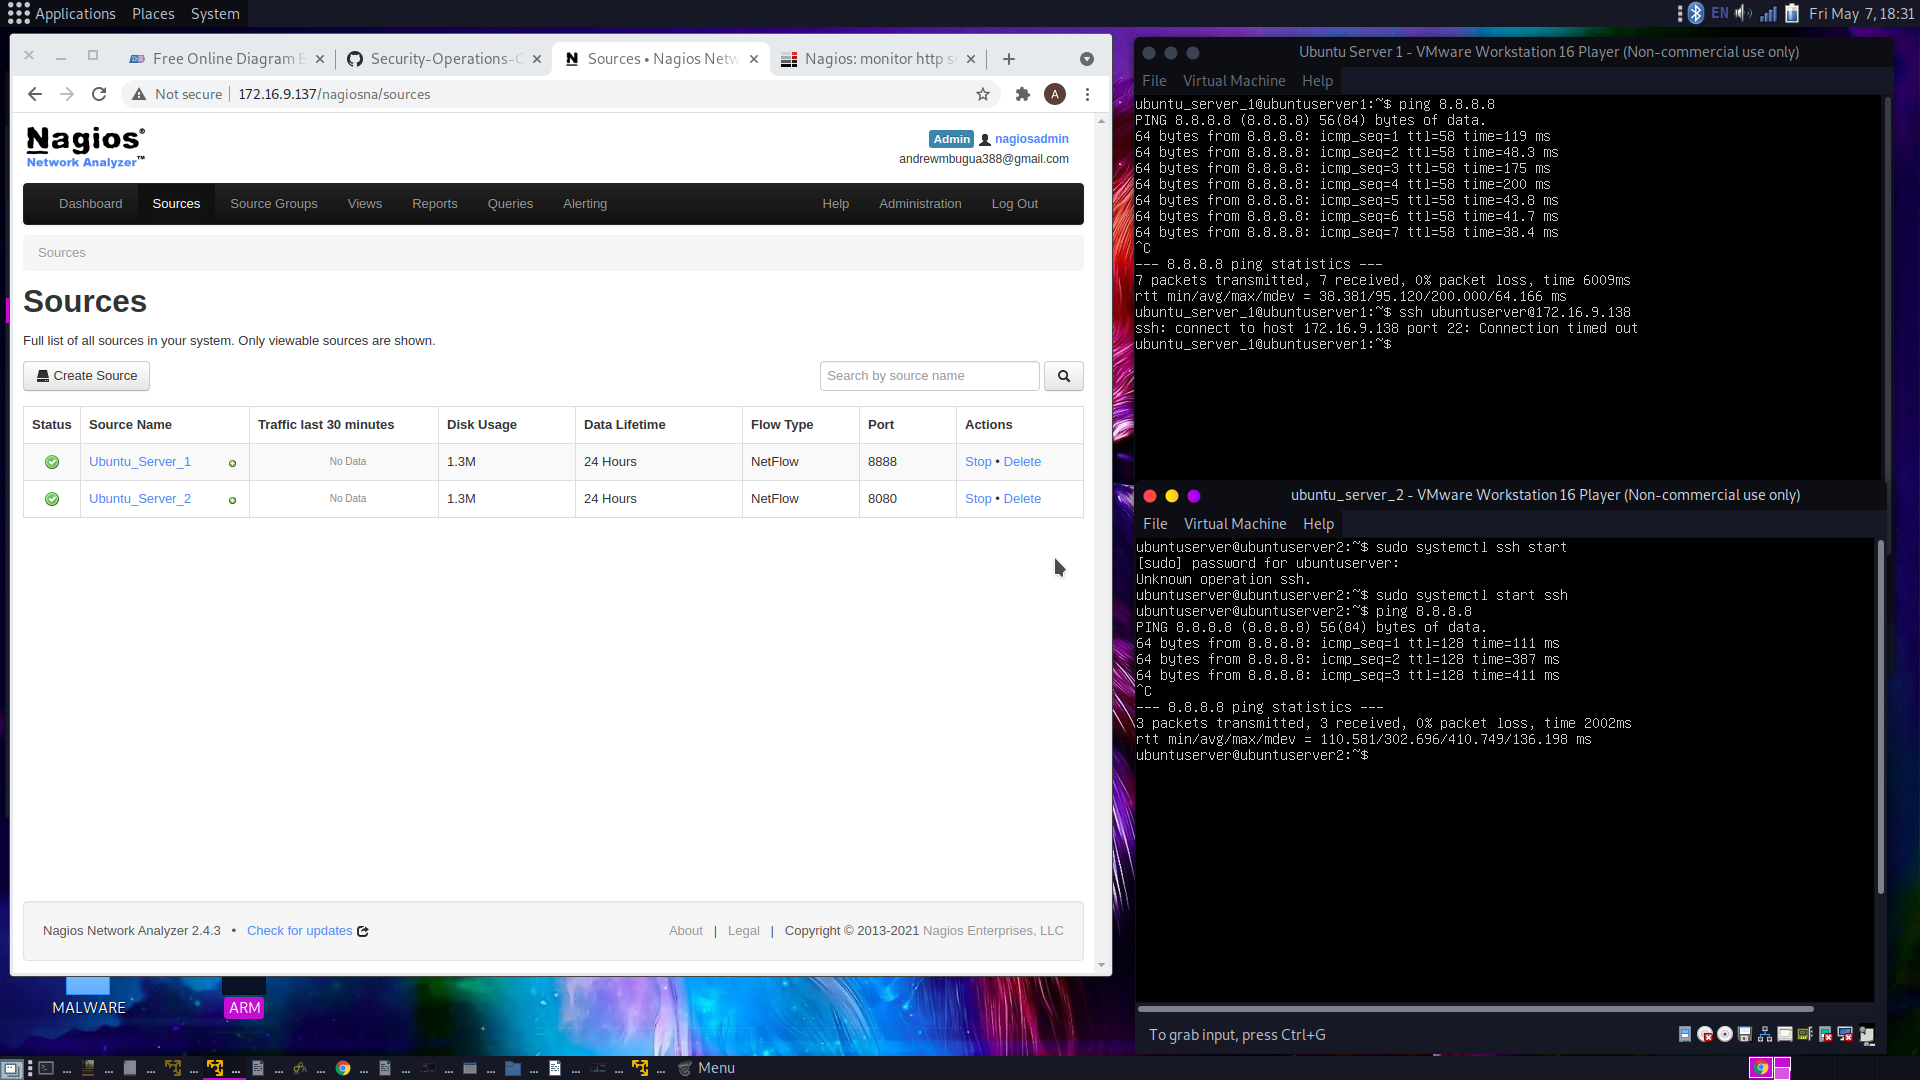 Applications Places System
EN Fri May 7, 18:31
Free Online Diagram E
Security-Operations-C
Sources • Nagios Netw
Nagios: monitor http se
Not secure 172.16.9.137/nagiosna/sources
A
Nagios®
Network Analyzer™
Admin nagiosadmin
andrewmbugua388@gmail.com
Dashboard Sources Source Groups Views Reports Queries Alerting Help Administration Log Out
Sources
Sources
Full list of all sources in your system. Only viewable sources are shown.
Create Source
Search by source name
Status Source Name Traffic last 30 minutes Disk Usage Data Lifetime Flow Type Port Actions
Ubuntu_Server_1 No Data 1.3M 24 Hours NetFlow 8888 Stop • Delete
Ubuntu_Server_2 No Data 1.3M 24 Hours NetFlow 8080 Stop • Delete
Nagios Network Analyzer 2.4.3 • Check for updates
About | Legal | Copyright © 2013-2021 Nagios Enterprises, LLC
MALWARE
ARM
Ubuntu Server 1 - VMware Workstation 16 Player (Non-commercial use only)
File Virtual Machine Help
ubuntu_server_1@ubuntuserver1:~$ ping 8.8.8.8
PING 8.8.8.8 (8.8.8.8) 56(84) bytes of data.
64 bytes from 8.8.8.8: icmp_seq=1 ttl=58 time=119 ms
64 bytes from 8.8.8.8: icmp_seq=2 ttl=58 time=48.3 ms
64 bytes from 8.8.8.8: icmp_seq=3 ttl=58 time=175 ms
64 bytes from 8.8.8.8: icmp_seq=4 ttl=58 time=200 ms
64 bytes from 8.8.8.8: icmp_seq=5 ttl=58 time=43.8 ms
64 bytes from 8.8.8.8: icmp_seq=6 ttl=58 time=41.7 ms
64 bytes from 8.8.8.8: icmp_seq=7 ttl=58 time=38.4 ms
^C
--- 8.8.8.8 ping statistics ---
7 packets transmitted, 7 received, 0% packet loss, time 6009ms
rtt min/avg/max/mdev = 38.381/95.120/200.000/64.166 ms
ubuntu_server_1@ubuntuserver1:~$ ssh ubuntuserver@172.16.9.138
ssh: connect to host 172.16.9.138 port 22: Connection timed out
ubuntu_server_1@ubuntuserver1:~$
ubuntu_server_2 - VMware Workstation 16 Player (Non-commercial use only)
File Virtual Machine Help
ubuntuserver@ubuntuserver2:~$ sudo systemctl ssh start
[sudo] password for ubuntuserver:
Unknown operation ssh.
ubuntuserver@ubuntuserver2:~$ sudo systemctl start ssh
ubuntuserver@ubuntuserver2:~$ ping 8.8.8.8
PING 8.8.8.8 (8.8.8.8) 56(84) bytes of data.
64 bytes from 8.8.8.8: icmp_seq=1 ttl=128 time=111 ms
64 bytes from 8.8.8.8: icmp_seq=2 ttl=128 time=387 ms
64 bytes from 8.8.8.8: icmp_seq=3 ttl=128 time=411 ms
^C
--- 8.8.8.8 ping statistics ---
3 packets transmitted, 3 received, 0% packet loss, time 2002ms
rtt min/avg/max/mdev = 110.581/302.696/410.749/136.198 ms
ubuntuserver@ubuntuserver2:~$
To grab input, press Ctrl+G
... ... ... ... ... ... ... ... ... ... ... ... ... ... ... Menu